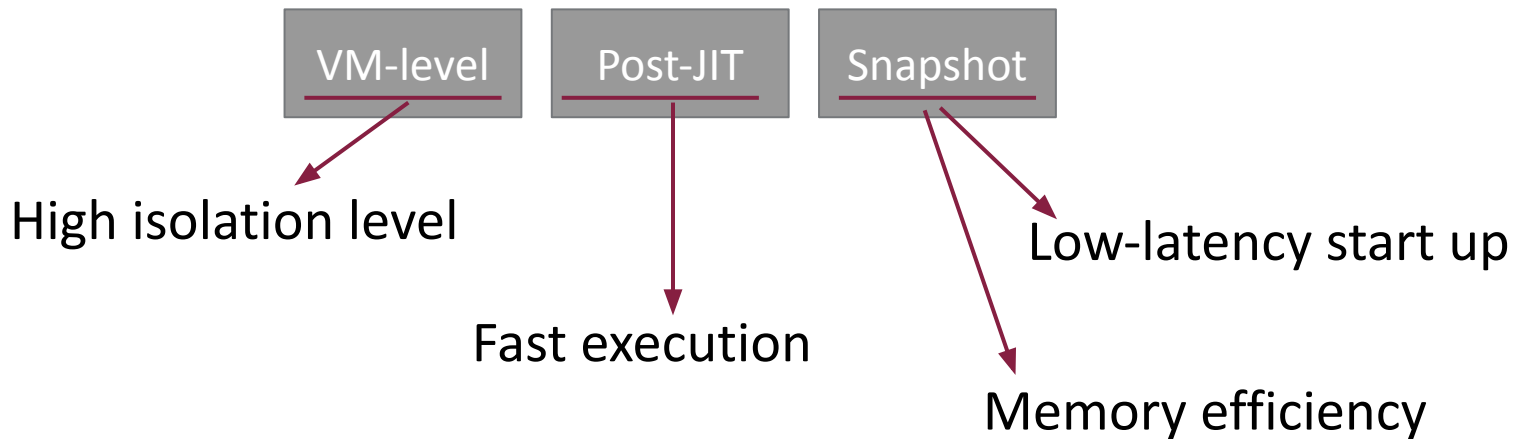 VM-level
Post-JIT
Snapshot
High isolation level
Low-latency start up
Fast execution
Memory efficiency